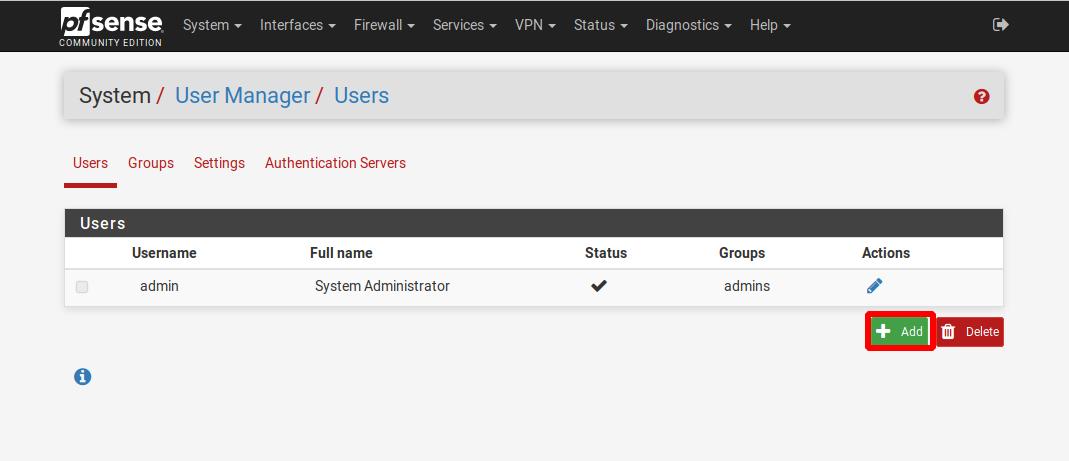 pfsense System Interfaces Firewall Services VPN Status Diagnostics Help
COMMUNITY EDITION
System / User Manager / Users
Users Groups Settings Authentication Servers
Users
Username Full name Status Groups Actions
admin System Administrator admins
Add Delete